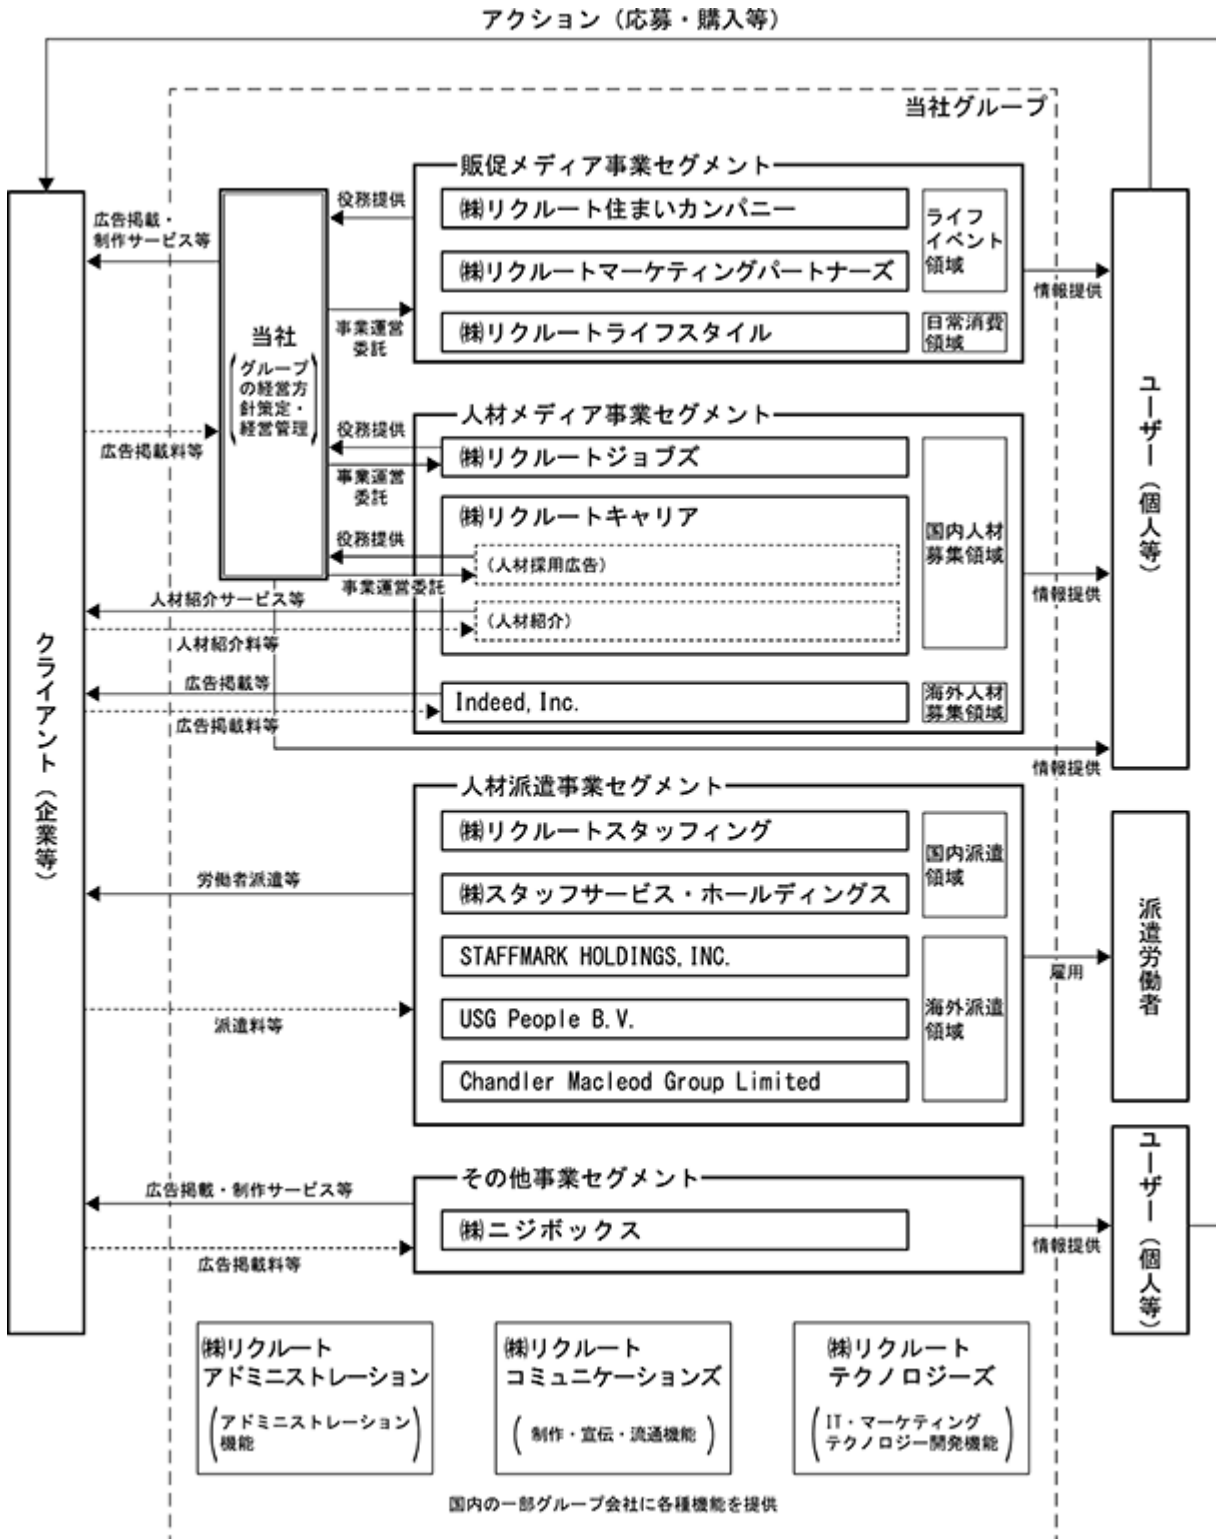 アクション（応募・購入等）
当社グループ
販促メディア事業セグメント
㈱リクルート住まいカンパニー
㈱リクルートマーケティングパートナーズ
㈱リクルートライフスタイル
ライフ
イベント
領域
日常消費
領域
役務提供
事業運営
委託
広告掲載・
制作サービス等
当社
（グループ
の経営方
針策定・
経営管理）
広告掲載料等
情報提供
ユーザー（個人等）
人材メディア事業セグメント
㈱リクルートジョブズ
㈱リクルートキャリア
（人材採用広告）
（人材紹介）
Indeed, Inc.
国内人材
募集領域
海外人材
募集領域
役務提供
事業運営
委託
役務提供
事業運営委託
人材紹介サービス等
人材紹介料等
広告掲載等
広告掲載料等
情報提供
情報提供
クライアント（企業等）
人材派遣事業セグメント
㈱リクルートスタッフィング
㈱スタッフサービス・ホールディングス
STAFFMARK HOLDINGS, INC.
USG People B.V.
Chandler Macleod Group Limited
国内派遣
領域
海外派遣
領域
労働者派遣等
派遣料等
雇用
派遣労働者
その他事業セグメント
㈱ニジボックス
広告掲載・制作サービス等
広告掲載料等
情報提供
ユーザー（個人等）
㈱リクルート
アドミニストレーション
（アドミニストレーション
機能）
㈱リクルート
コミュニケーションズ
（制作・宣伝・流通機能）
㈱リクルート
テクノロジーズ
（IT・マーケティング
テクノロジー開発機能）
国内の一部グループ会社に各種機能を提供